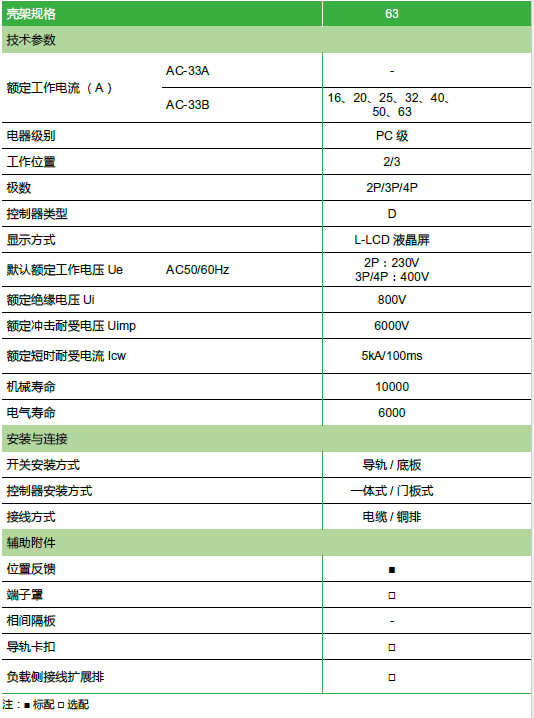 壳架规格 63
技术参数
额定工作电流（A） AC-33A -
AC-33B 16、20、25、32、40、
50、63
电器级别 PC 级
工作位置 2/3
极数 2P/3P/4P
控制器类型 D
显示方式 L-LCD 液晶屏
默认额定工作电压 Ue AC50/60Hz 2P：230V
3P/4P：400V
额定绝缘电压 Ui 800V
额定冲击耐受电压 Uimp 6000V
额定短时耐受电流 Icw 5kA/100ms
机械寿命 10000
电气寿命 6000
安装与连接
开关安装方式 导轨 / 底板
控制器安装方式 一体式 / 门板式
接线方式 电缆 / 铜排
辅助附件
位置反馈 ■
端子罩 □
相间隔板 -
导轨卡扣 □
负载侧接线扩展排 □
注：■ 标配 □ 选配